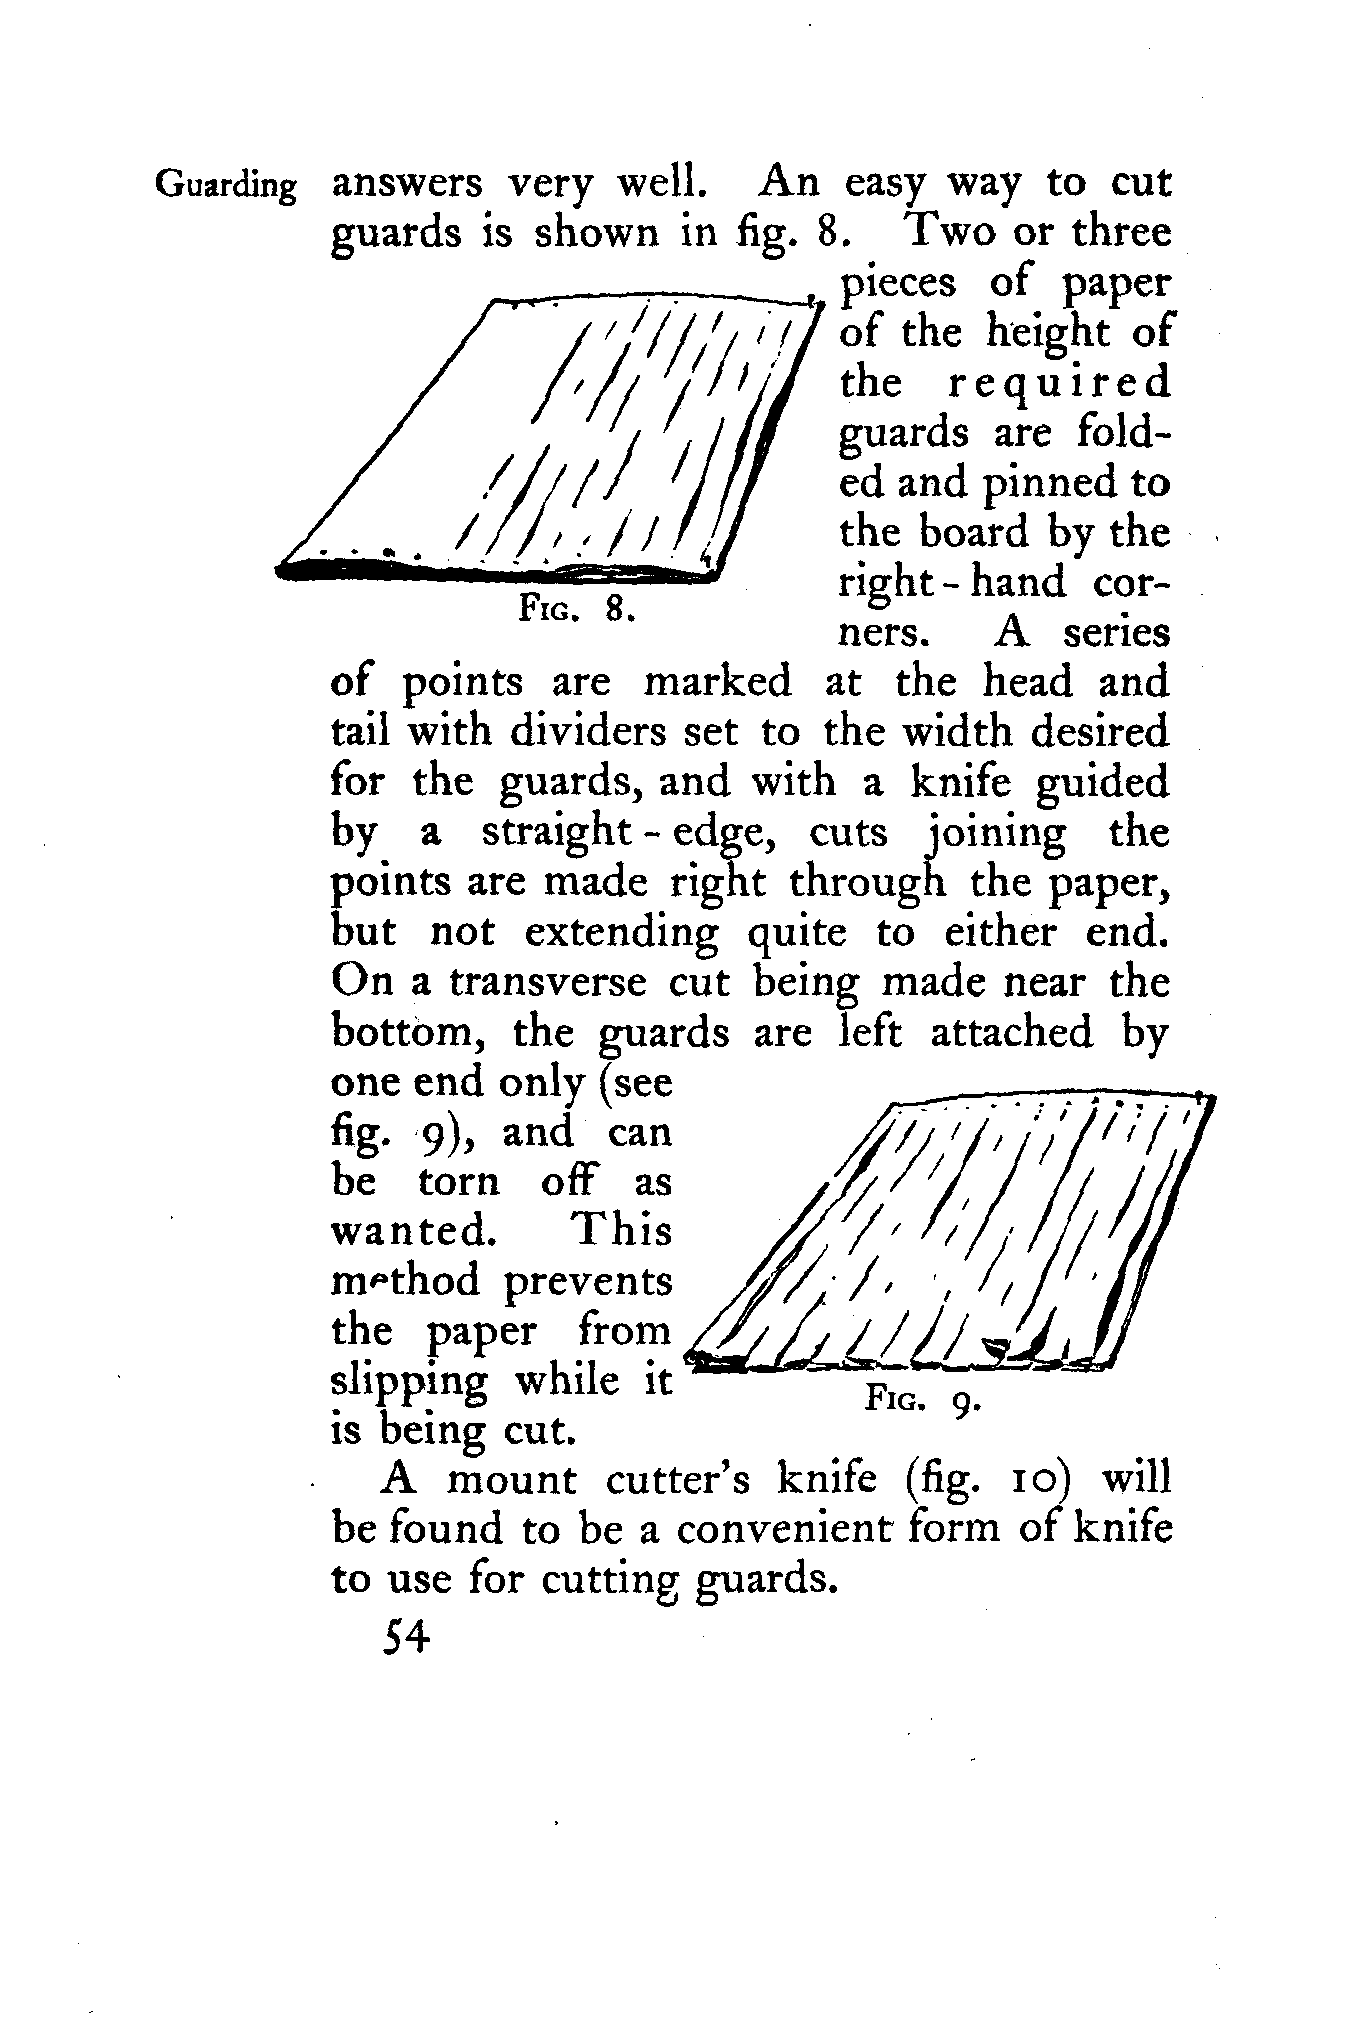 Guarding answers very well. An easy way to cut
guards is shown in fig. 8. Two or three
pieces of paper
of the height of
the required
guards are fold-
ed and pinned to
the board by the
right-hand cor-
ners. A series
FIG. 8.
of points are marked at the head and
tail with dividers set to the width desired
for the guards, and with a knife guided
by a straight-edge, cuts joining the
points are made right through the paper,
but not extending quite to either end.
On a transverse cut being made near the
bottom, the guards are left attached by
one end only (see
fig. 9), and can
be torn off as
wanted. This
method prevents
the paper from
slipping while it
is being cut.
FIG. 9.
A mount cutter's knife (fig. 10) will
be found to be a convenient form of knife
to use for cutting guards.
54